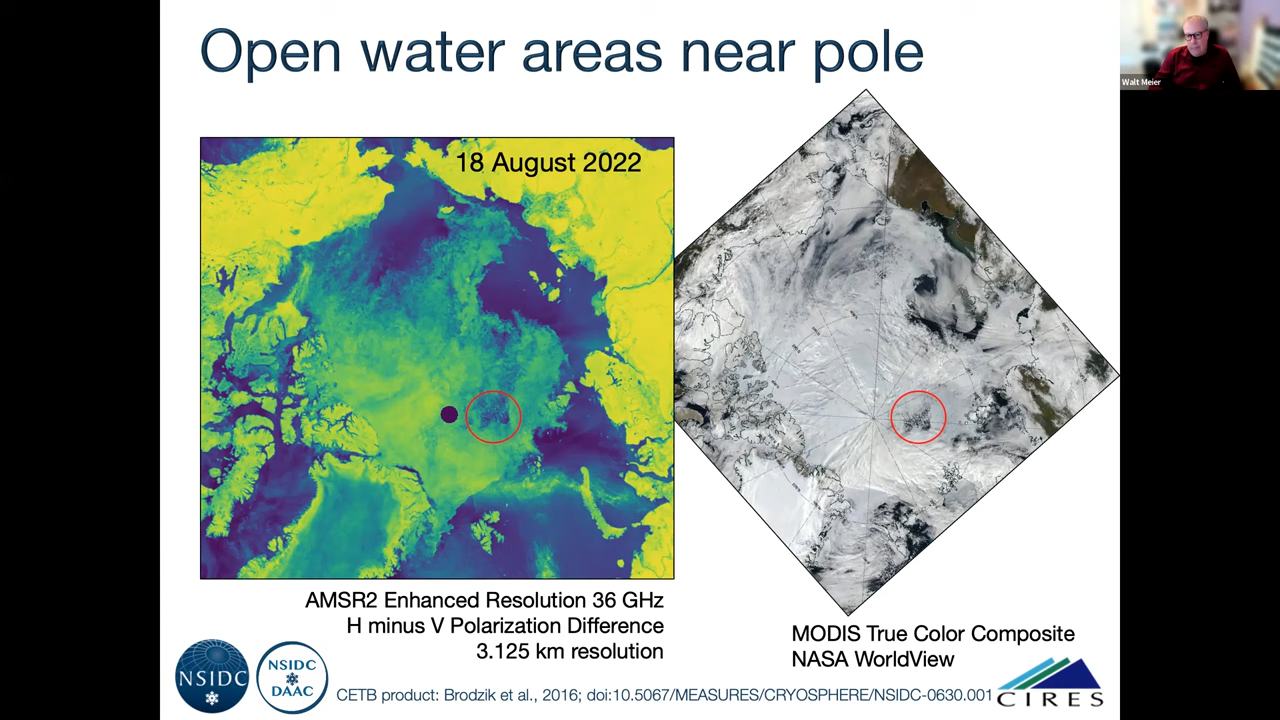 Open water areas near pole
Walt Meier
18 August 2022
AMSR2 Enhanced Resolution 36 GHz
H minus V Polarization Difference
3.125 km resolution
MODIS True Color Composite
NASA WorldView
NSIDC
NSIDC
DAAC
CETB product: Brodzik et al., 2016; doi:10.5067/MEASURES/CRYOSPHERE/NSIDC-0630.001
CIRES